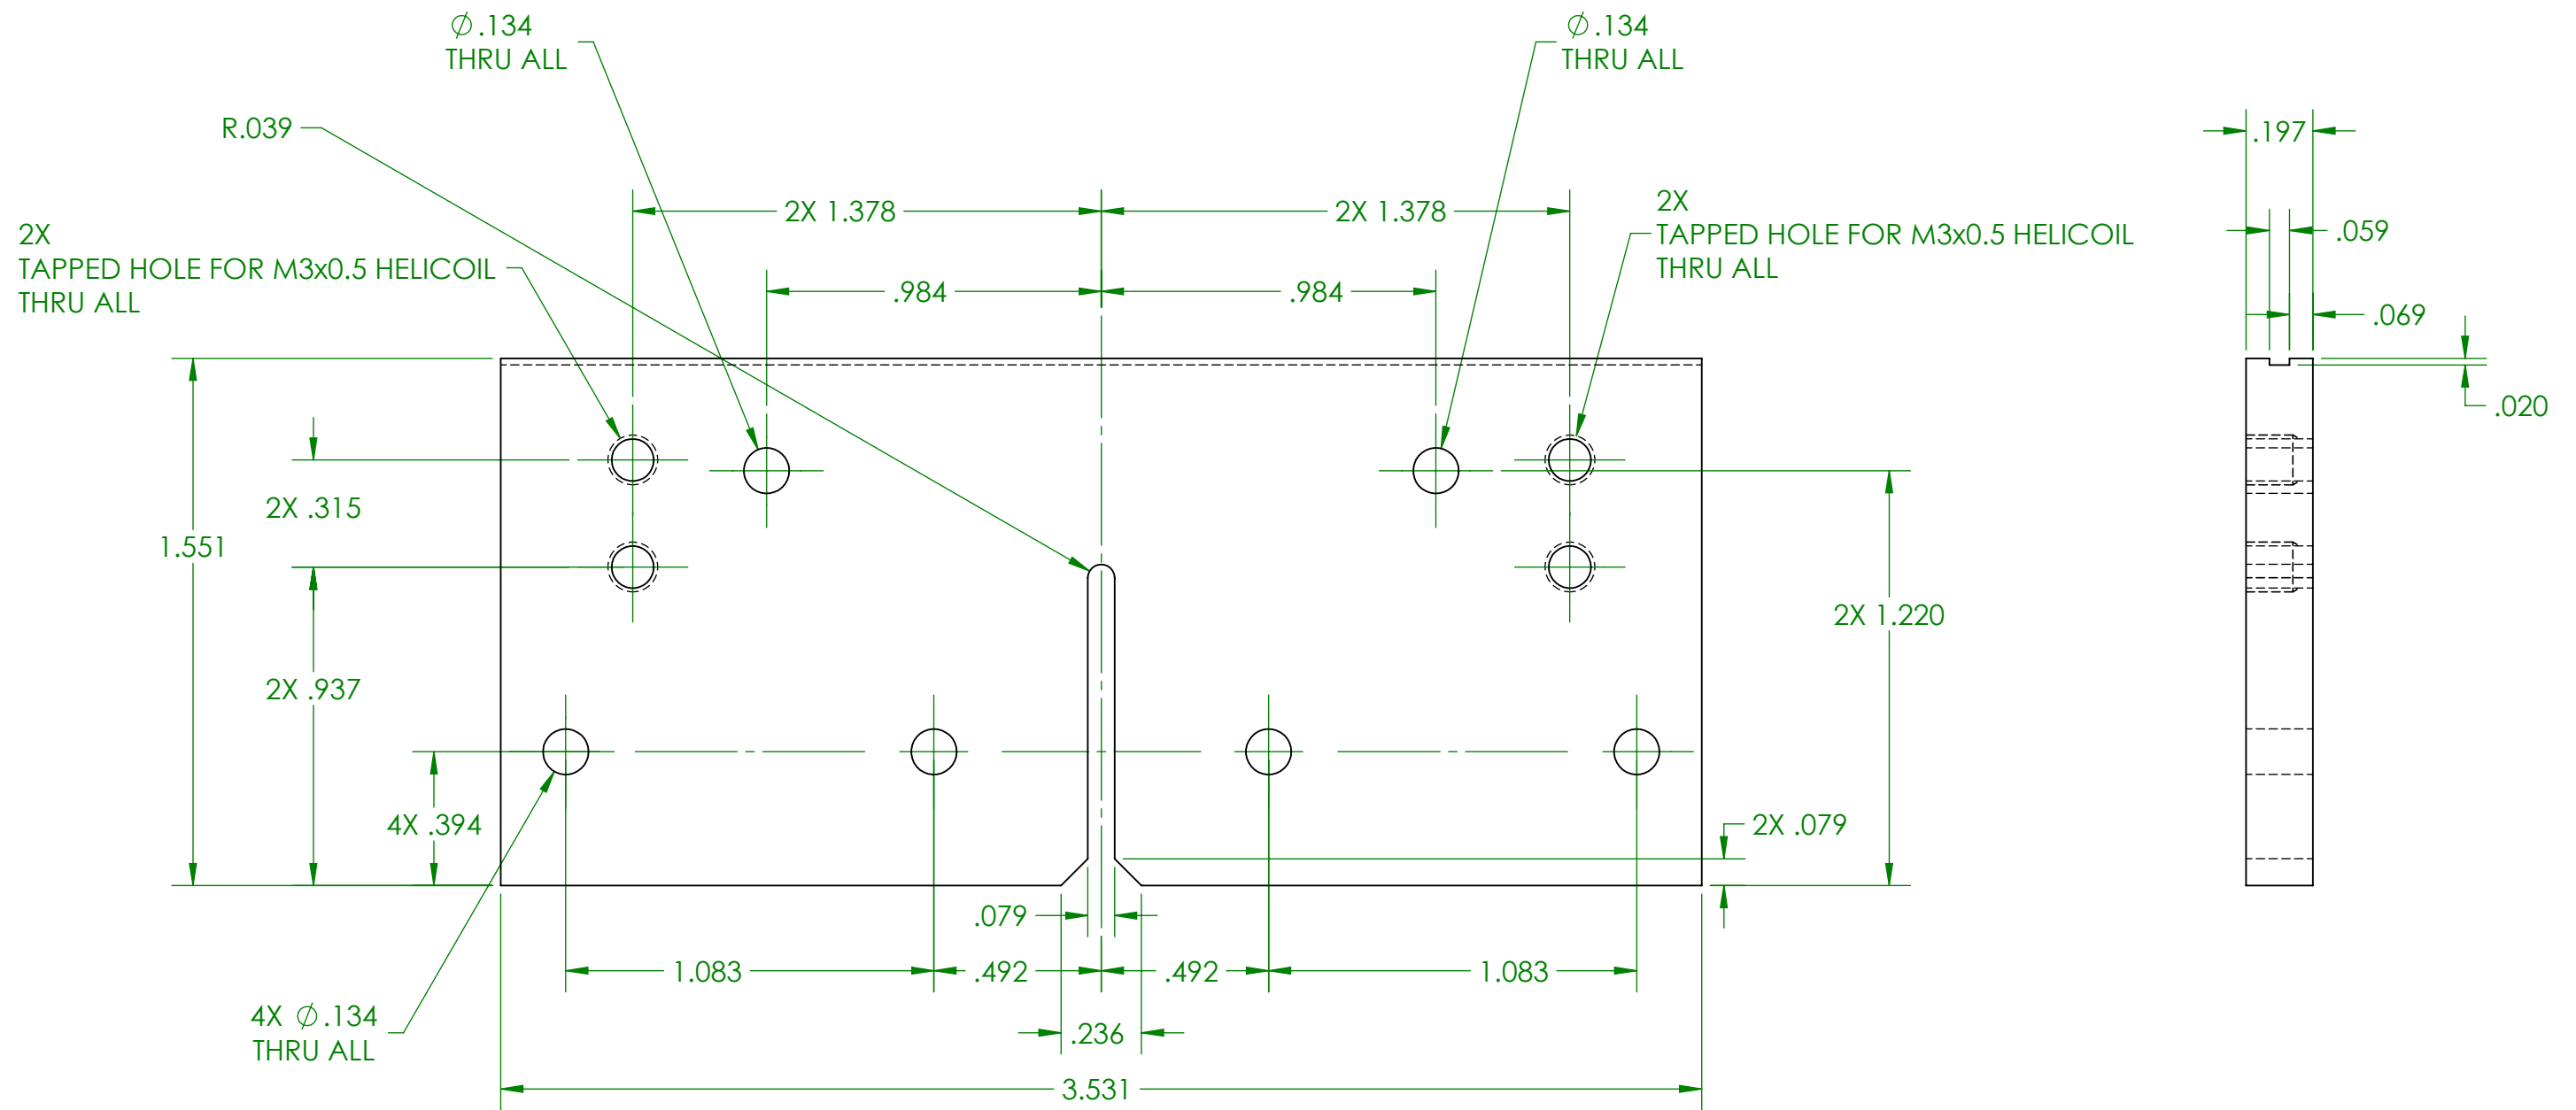 ⌀.134
THRU ALL
⌀.134
THRU ALL
R.039
.197
2X 1.378
2X 1.378
2X
TAPPED HOLE FOR M3x0.5 HELICOIL
THRU ALL
2X
TAPPED HOLE FOR M3x0.5 HELICOIL
THRU ALL
.059
.984
.984
.069
.020
2X .315
1.551
2X 1.220
2X .937
4X .394
2X .079
.079
1.083
.492
.492
1.083
4X ⌀.134
THRU ALL
.236
3.531